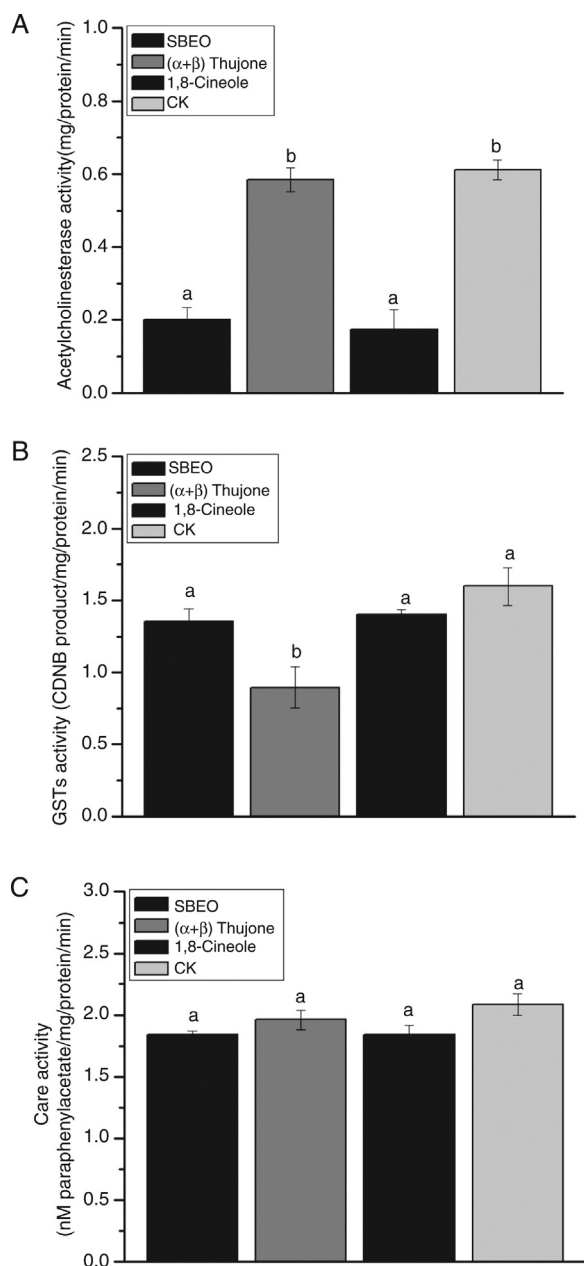 A
SBEO
(α+β) Thujone
1,8-Cineole
CK
Acetylcholinesterase activity(mg/protein/min)
1.0
0.8
0.6
0.4
0.2
0.0
a
b
a
b
B
SBEO
(α+β) Thujone
1,8-Cineole
CK
GSTs activity (CDNB product/mg/protein/min)
2.5
2.0
1.5
1.0
0.5
0.0
a
b
a
a
C
SBEO
(α+β) Thujone
1,8-Cineole
CK
Care activity
(nM paraphenylacetate/mg/protein/min)
3.0
2.5
2.0
1.5
1.0
0.5
0.0
a
a
a
a